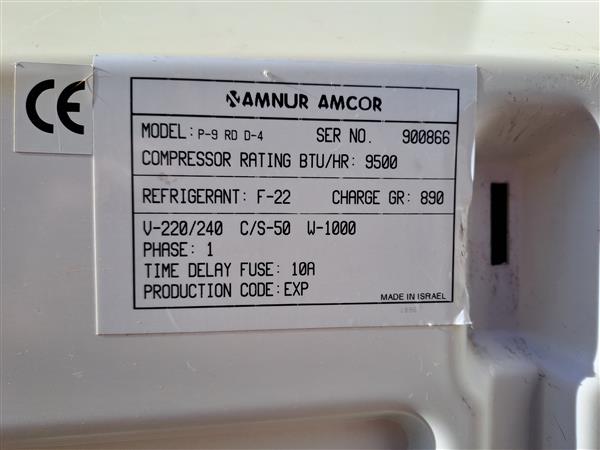 CE
AMNUR AMCOR
MODEL: P-9 RD D-4 SER NO. 900866
COMPRESSOR RATING BTU/HR: 9500
REFRIGERANT: F-22 CHARGE GR: 890
V-220/240 C/S-50 W-1000
PHASE: 1
TIME DELAY FUSE: 10A
PRODUCTION CODE: EXP
MADE IN ISRAEL